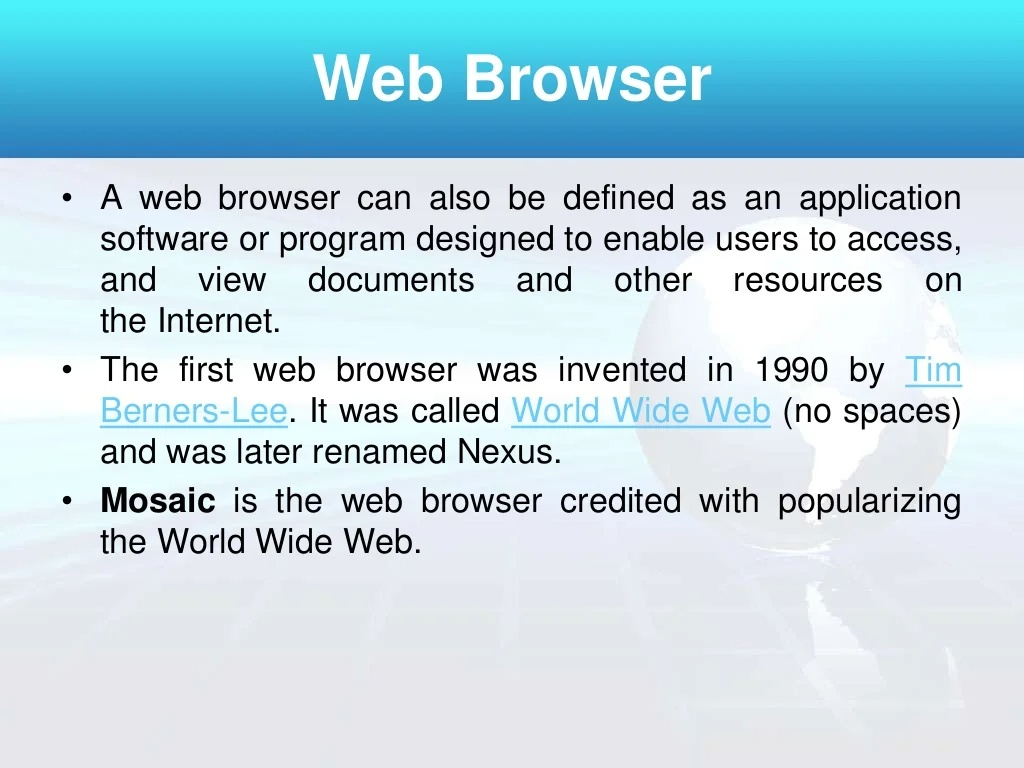 Web Browser
• A web browser can also be defined as an application
software or program designed to enable users to access,
and view documents and other resources on
the Internet.
• The first web browser was invented in 1990 by Tim
Berners-Lee. It was called World Wide Web (no spaces)
and was later renamed Nexus.
• Mosaic is the web browser credited with popularizing
the World Wide Web.